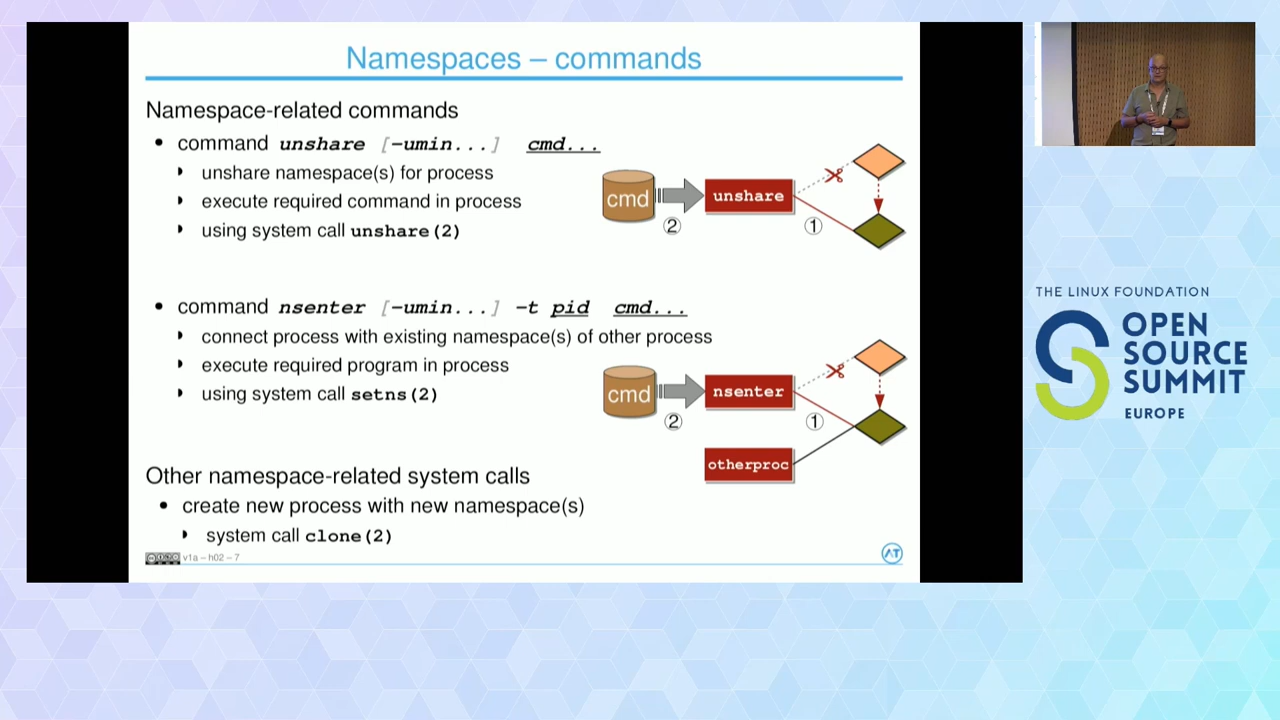 Namespaces – commands
Namespace-related commands
• command unshare [-umin...] cmd...
unshare namespace(s) for process
execute required command in process
using system call unshare(2)
cmd
unshare
2
1
• command nsenter [-umin...] -t pid cmd...
connect process with existing namespace(s) of other process
execute required program in process
using system call setns(2)
cmd
nsenter
2
1
otherproc
Other namespace-related system calls
• create new process with new namespace(s)
system call clone(2)
v1a – h02 – 7
AT
THE LINUX FOUNDATION
OPEN
SOURCE
SUMMIT
EUROPE